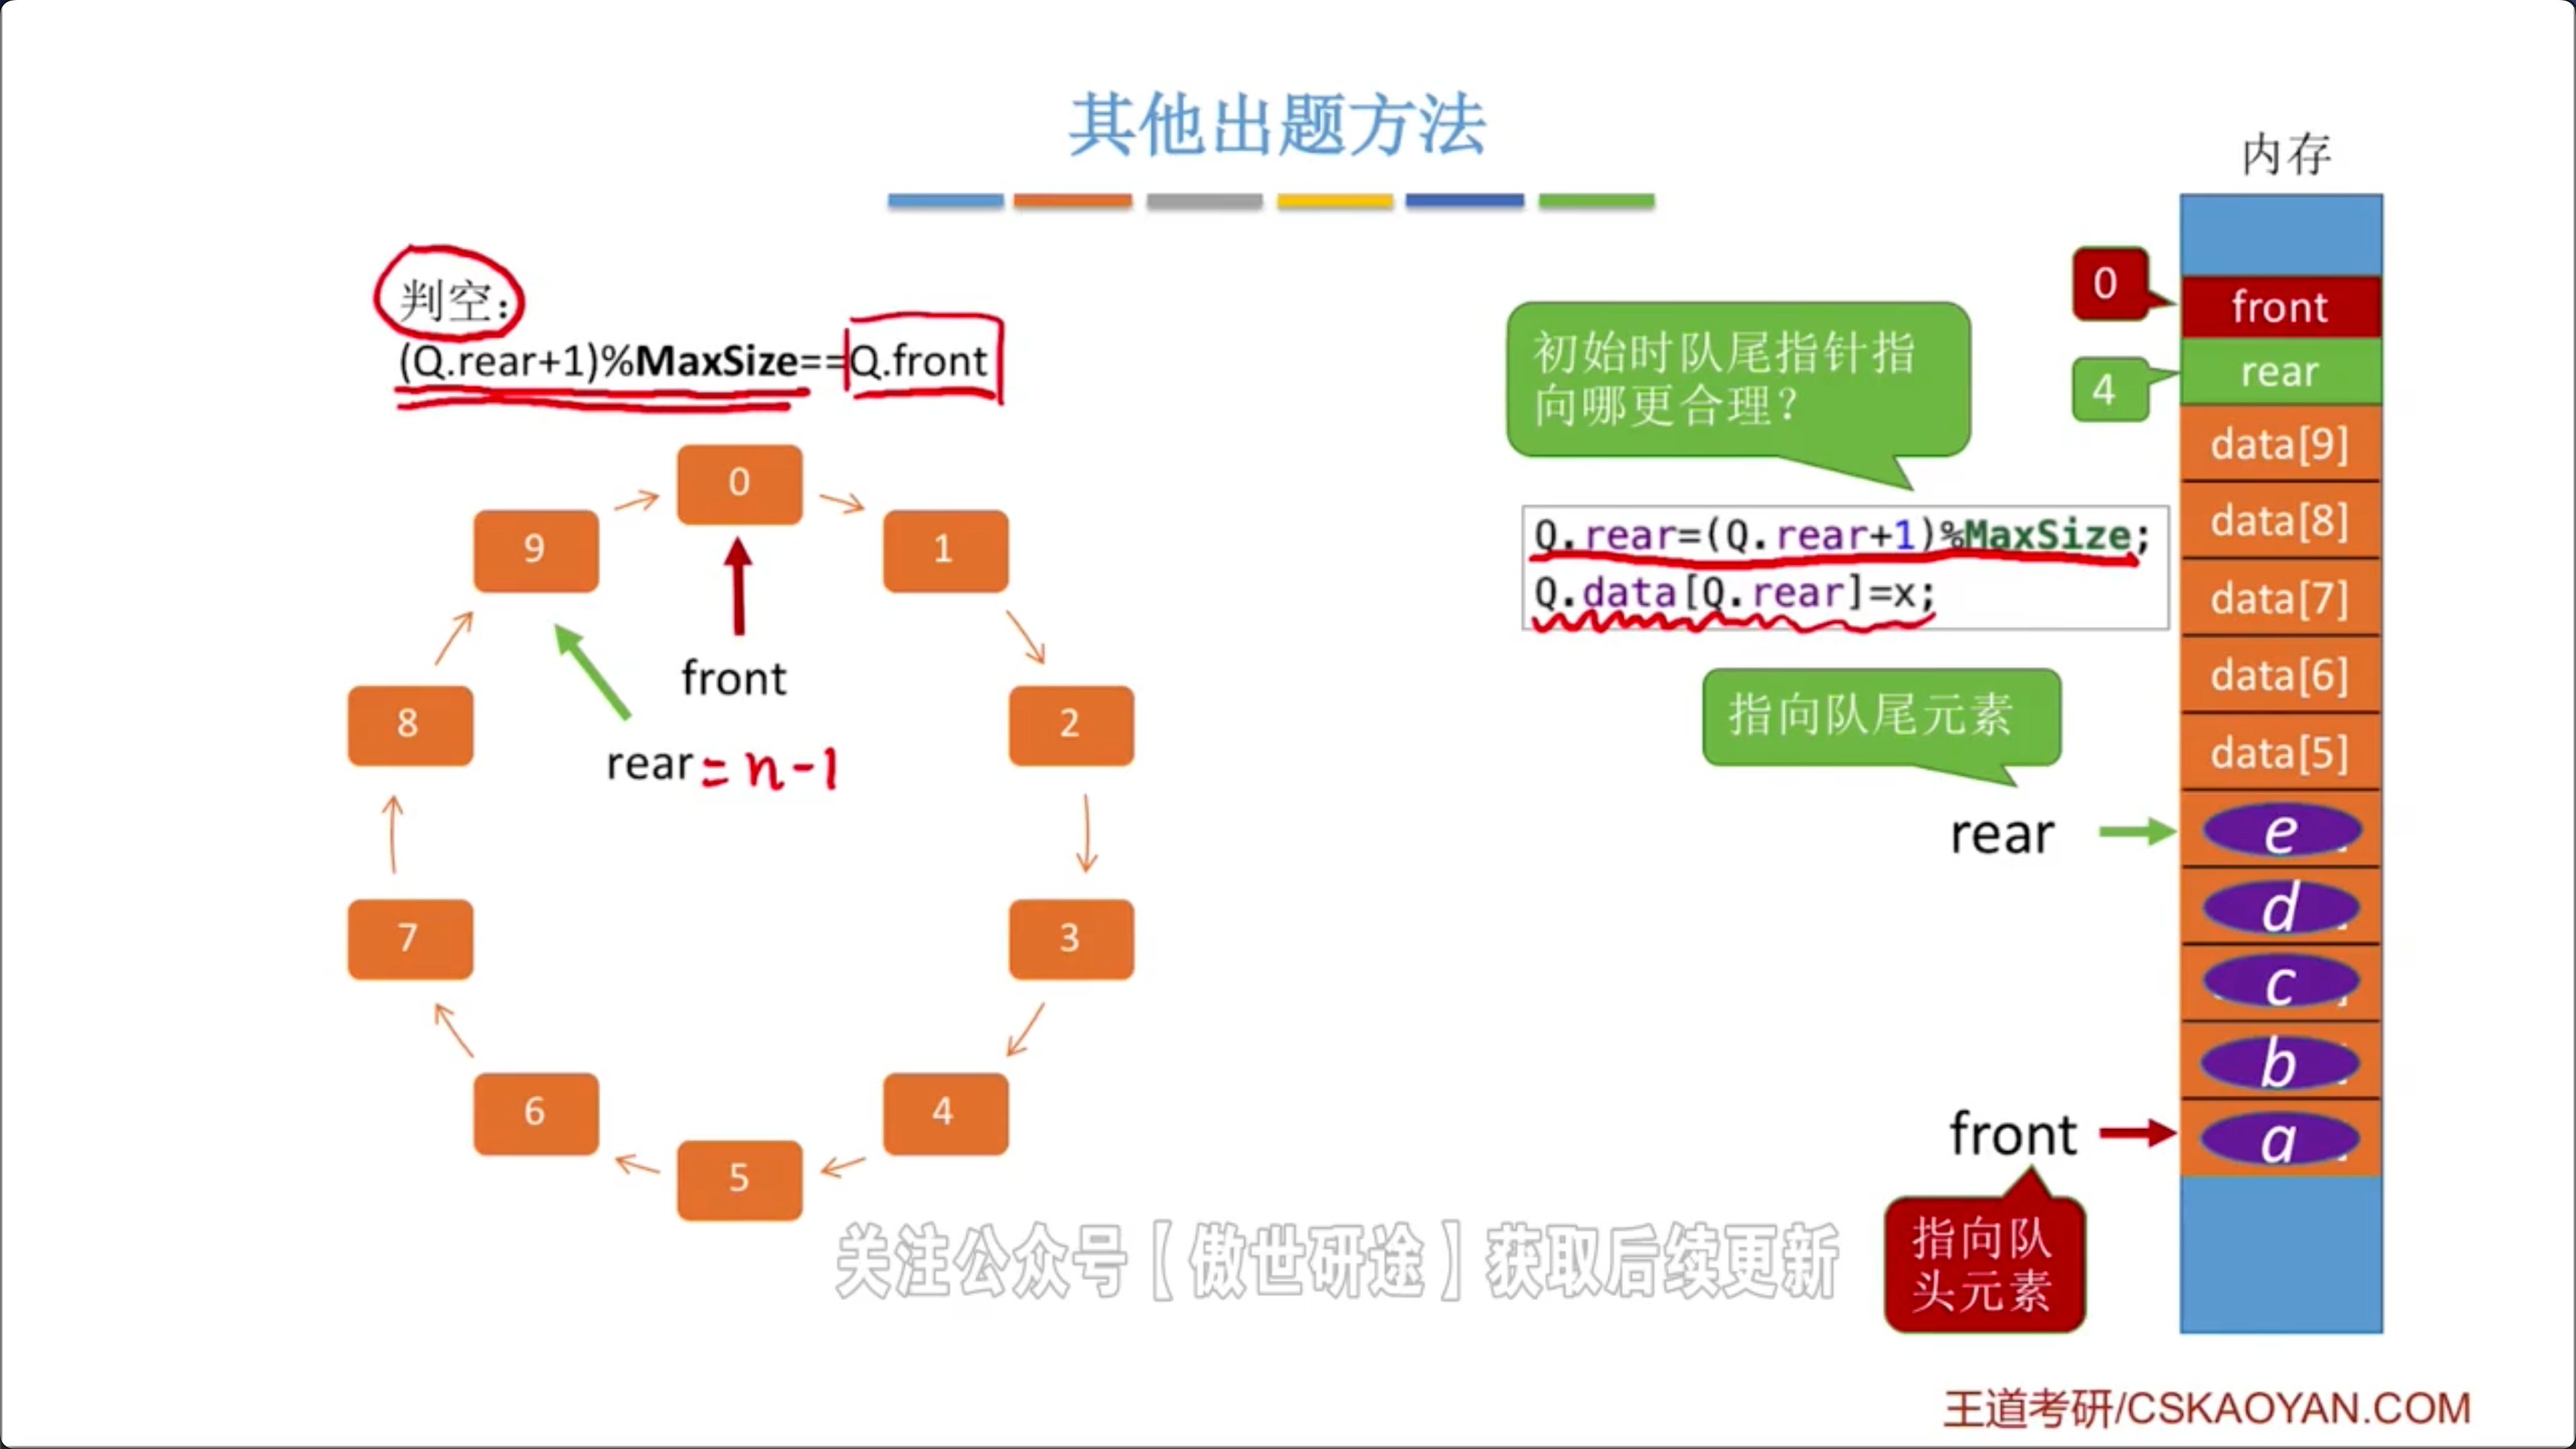 其他出题方法
判空：
(Q.rear+1)%MaxSize==Q.front
0
1
2
3
4
5
6
7
8
9
front
rear = n-1
初始时队尾指针指
向哪更合理？
Q.rear=(Q.rear+1)%MaxSize;
Q.data[Q.rear]=x;
指向队尾元素
rear
front
指向队
头元素
内存
0
front
4
rear
data[9]
data[8]
data[7]
data[6]
data[5]
e
d
c
b
a
关注公众号【傲世研途】获取后续更新
王道考研/CSKAOYAN.COM